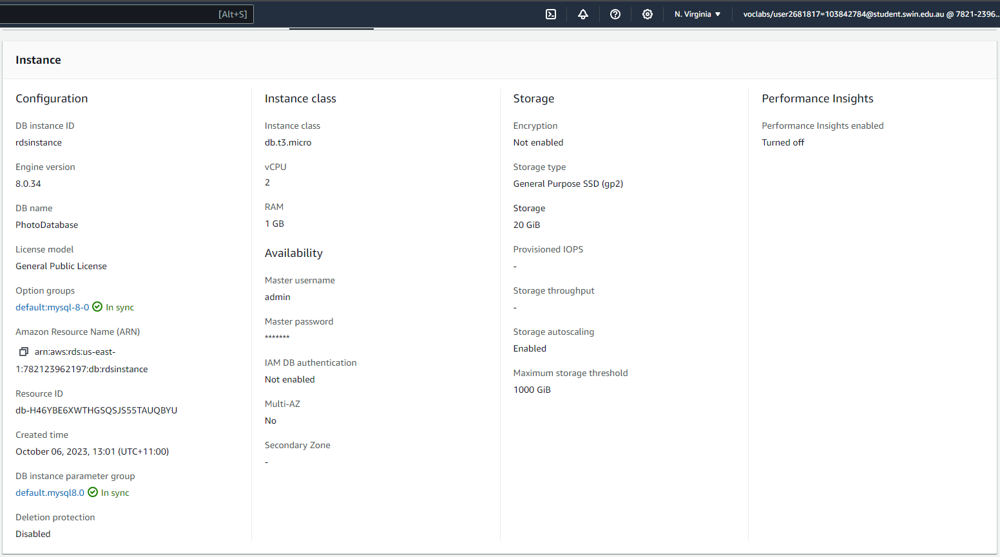 [Alt+S]
N. Virginia
voclabs/user2681817=103842784@student.swin.edu.au @ 7821-2396...
Instance
Configuration
DB instance ID
rdsinstance
Engine version
8.0.34
DB name
PhotoDatabase
License model
General Public License
Option groups
default:mysql-8-0 In sync
Amazon Resource Name (ARN)
arn:aws:rds:us-east-
1:782123962197:db:rdsinstance
Resource ID
db-H46YBE6XWTHGSQSJS55TAUQBYU
Created time
October 06, 2023, 13:01 (UTC+11:00)
DB instance parameter group
default.mysql8.0 In sync
Deletion protection
Disabled
Instance class
Instance class
db.t3.micro
vCPU
2
RAM
1 GB
Availability
Master username
admin
Master password
*******
IAM DB authentication
Not enabled
Multi-AZ
No
Secondary Zone
-
Storage
Encryption
Not enabled
Storage type
General Purpose SSD (gp2)
Storage
20 GiB
Provisioned IOPS
-
Storage throughput
-
Storage autoscaling
Enabled
Maximum storage threshold
1000 GiB
Performance Insights
Performance Insights enabled
Turned off